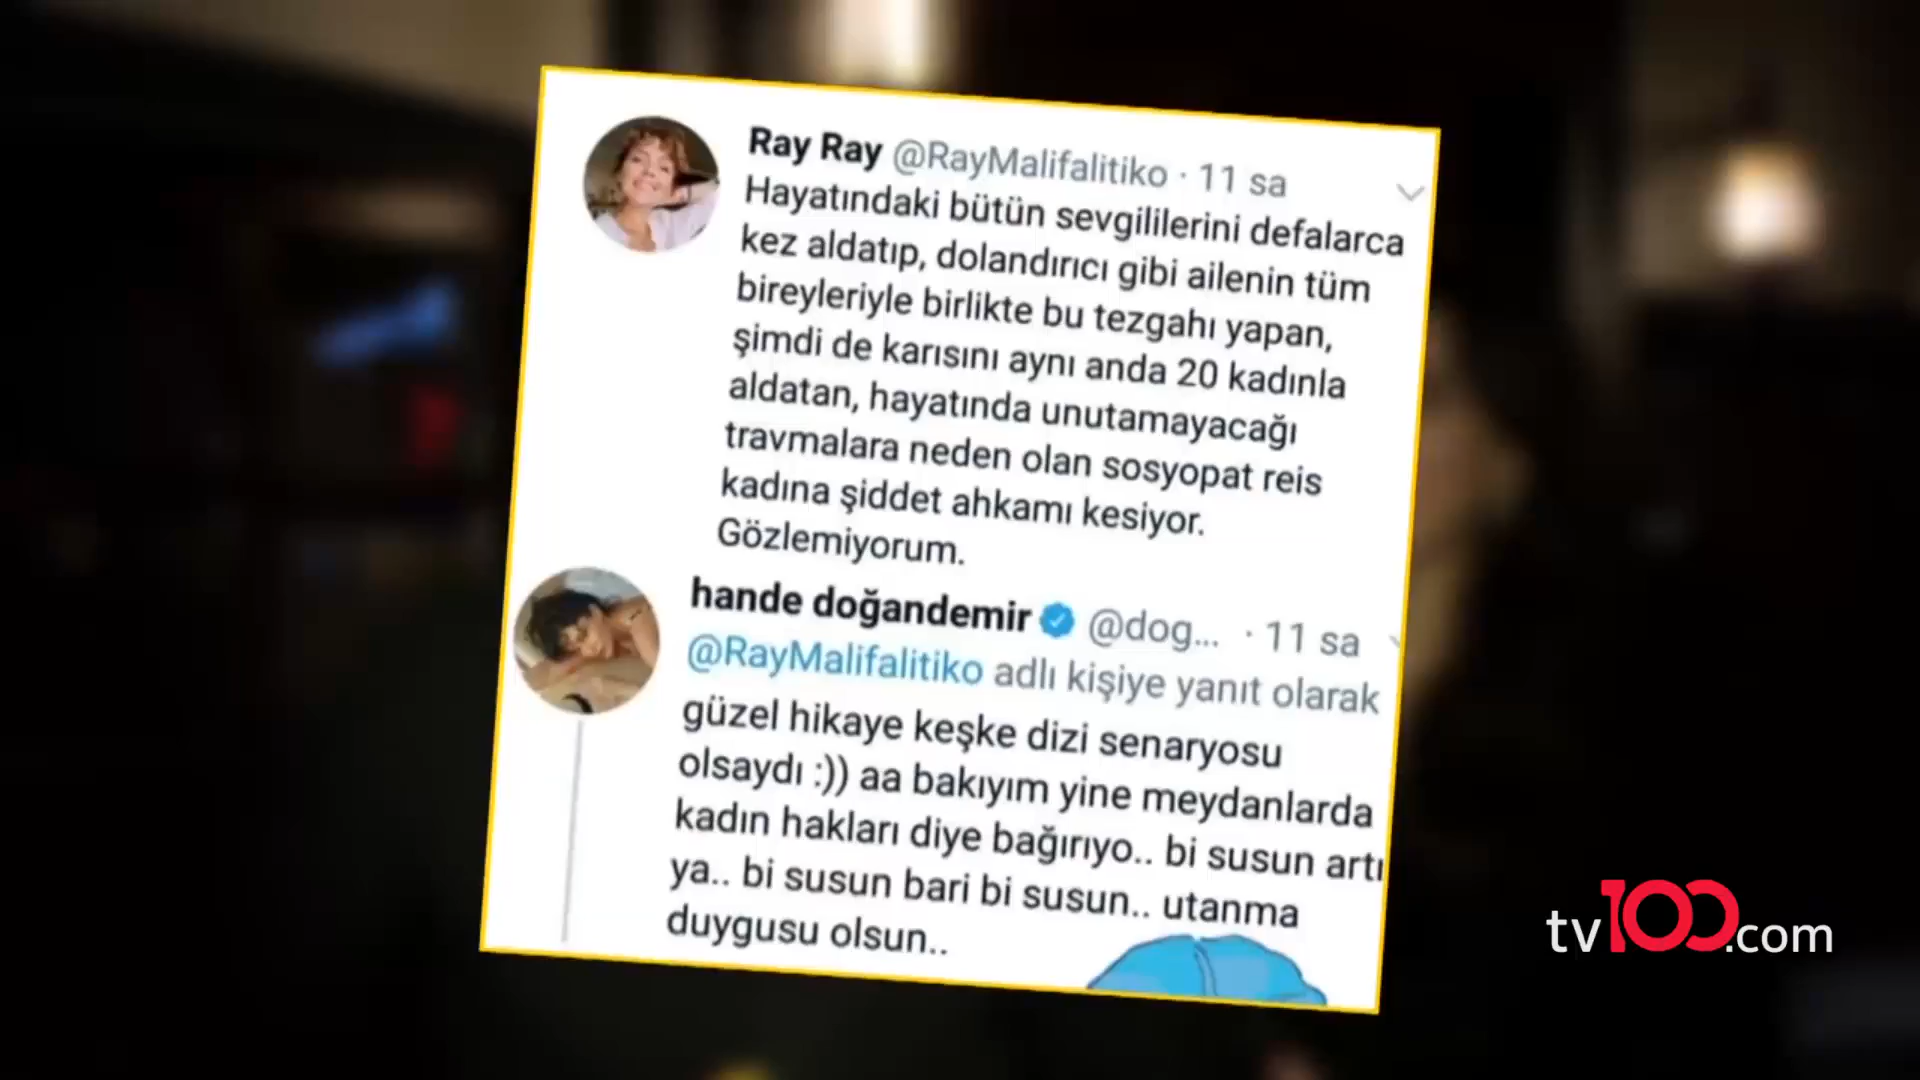 Ray Ray @RayMalifalitiko · 11 sa
Hayatındaki bütün sevgililerini defalarca
kez aldatıp, dolandırıcı gibi ailenin tüm
bireyleriyle birlikte bu tezgahı yapan,
şimdi de karısını aynı anda 20 kadınla
aldatan, hayatında unutamayacağı
travmalara neden olan sosyopat reis
kadına şiddet ahkamı kesiyor.
Gözlemiyorum.
hande doğandemir @dog... · 11 sa
@RayMalifalitiko adlı kişiye yanıt olarak
güzel hikaye keşke dizi senaryosu
olsaydı :)) aa bakıyım yine meydanlarda
kadın hakları diye bağırıyo.. bi susun artı
ya.. bi susun bari bi susun.. utanma
duygusu olsun..
tv100.com